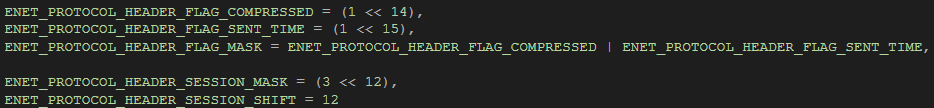 ENET_PROTOCOL_HEADER_FLAG_COMPRESSED = (1 << 14),
ENET_PROTOCOL_HEADER_FLAG_SENT_TIME = (1 << 15),
ENET_PROTOCOL_HEADER_FLAG_MASK = ENET_PROTOCOL_HEADER_FLAG_COMPRESSED | ENET_PROTOCOL_HEADER_FLAG_SENT_TIME,
ENET_PROTOCOL_HEADER_SESSION_MASK = (3 << 12),
ENET_PROTOCOL_HEADER_SESSION_SHIFT = 12